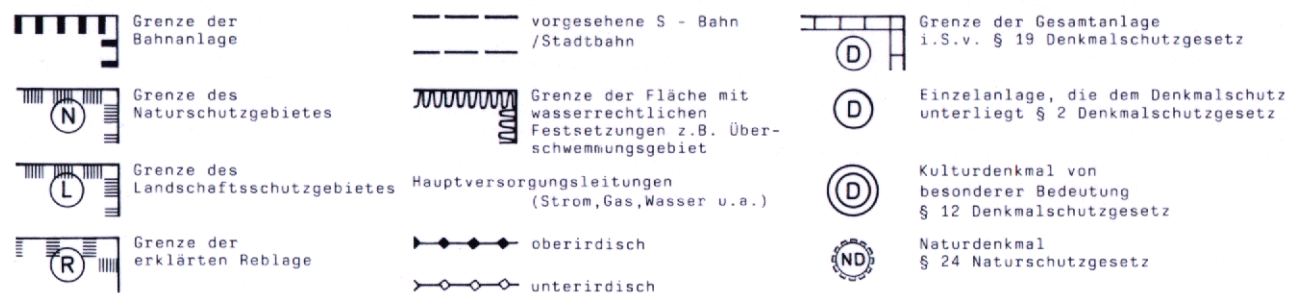 Grenze der
Bahnanlage
N
Grenze des
Naturschutzgebietes
L
Grenze des
Landschaftsschutzgebietes
R
Grenze der
erklärten Reblage
vorgesehene S - Bahn
/Stadtbahn
Grenze der Fläche mit
wasserrechtlichen
Festsetzungen z.B. Über-
schwemmungsgebiet
Hauptversorgungsleitungen
(Strom,Gas,Wasser u.a.)
oberirdisch
unterirdisch
D
Grenze der Gesamtanlage
i.S.v. § 19 Denkmalschutzgesetz
D
Einzelanlage, die dem Denkmalschutz
unterliegt § 2 Denkmalschutzgesetz
D
Kulturdenkmal von
besonderer Bedeutung
§ 12 Denkmalschutzgesetz
ND
Naturdenkmal
§ 24 Naturschutzgesetz